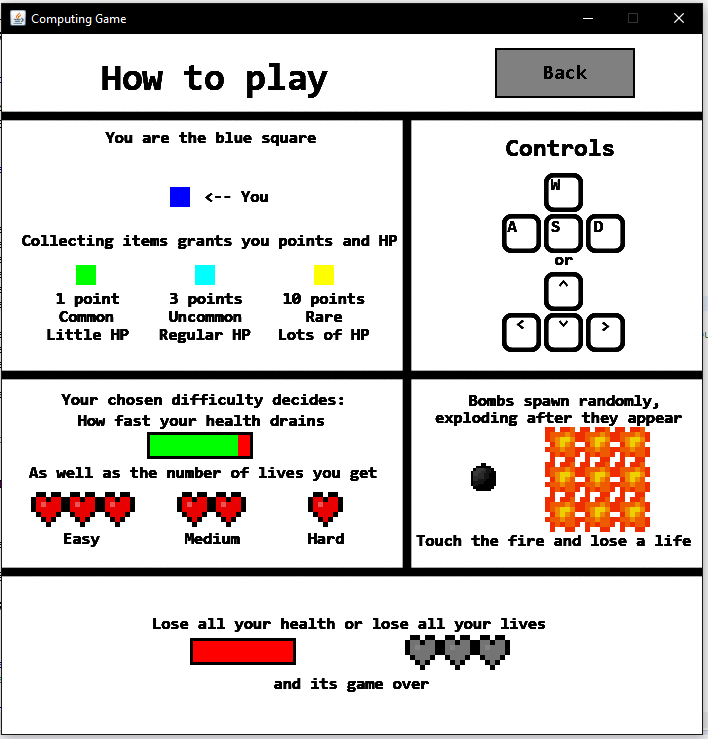 Computing Game
How to play
Back
You are the blue square
<-- You
Collecting items grants you points and HP
1 point
Common
Little HP
3 points
Uncommon
Regular HP
10 points
Rare
Lots of HP
Controls
W
A S D
or
^
< v >
Your chosen difficulty decides:
How fast your health drains
As well as the number of lives you get
Easy
Medium
Hard
Bombs spawn randomly,
exploding after they appear
Touch the fire and lose a life
Lose all your health or lose all your lives
and its game over